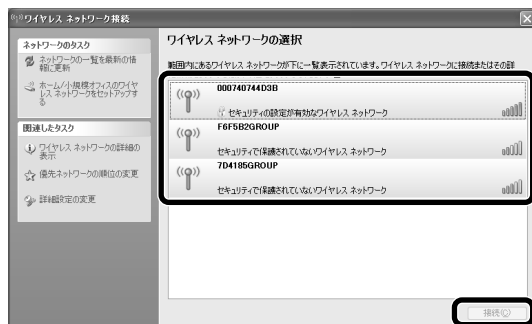 ワイヤレス ネットワーク接続
ネットワークのタスク
ネットワークの一覧を最新の情
報に更新
ホーム/小規模オフィスのワイヤ
レス ネットワークをセットアップす
る
関連したタスク
ワイヤレス ネットワークの詳細の
表示
優先ネットワークの順位の変更
詳細設定の変更
ワイヤレス ネットワークの選択
範囲内にあるワイヤレス ネットワークが下に一覧表示されています。ワイヤレス ネットワークに接続またはその詳
000740744D3B
セキュリティの設定が有効なワイヤレス ネットワーク
F6F5B2GROUP
セキュリティで保護されていないワイヤレス ネットワーク
7D4185GROUP
セキュリティで保護されていないワイヤレス ネットワーク
接続(C)